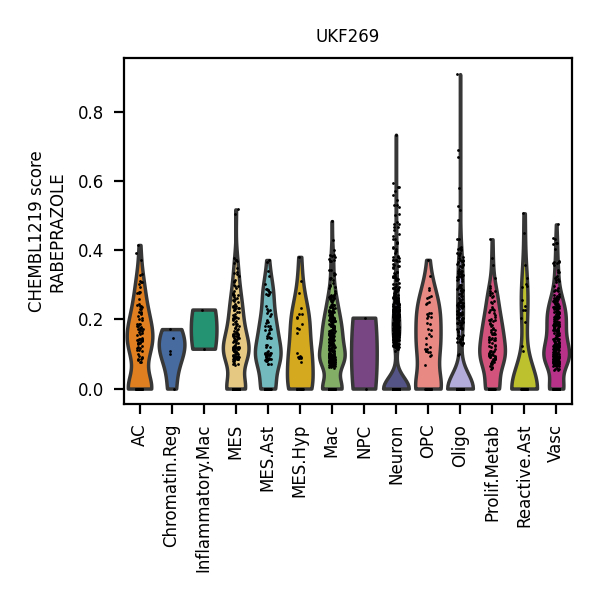 UKF269
CHEMBL1219 score
RABEPRAZOLE
0.8
0.6
0.4
0.2
0.0
AC
Chromatin.Reg
Inflammatory.Mac
MES
MES.Ast
MES.Hyp
Mac
NPC
Neuron
OPC
Oligo
Prolif.Metab
Reactive.Ast
Vasc